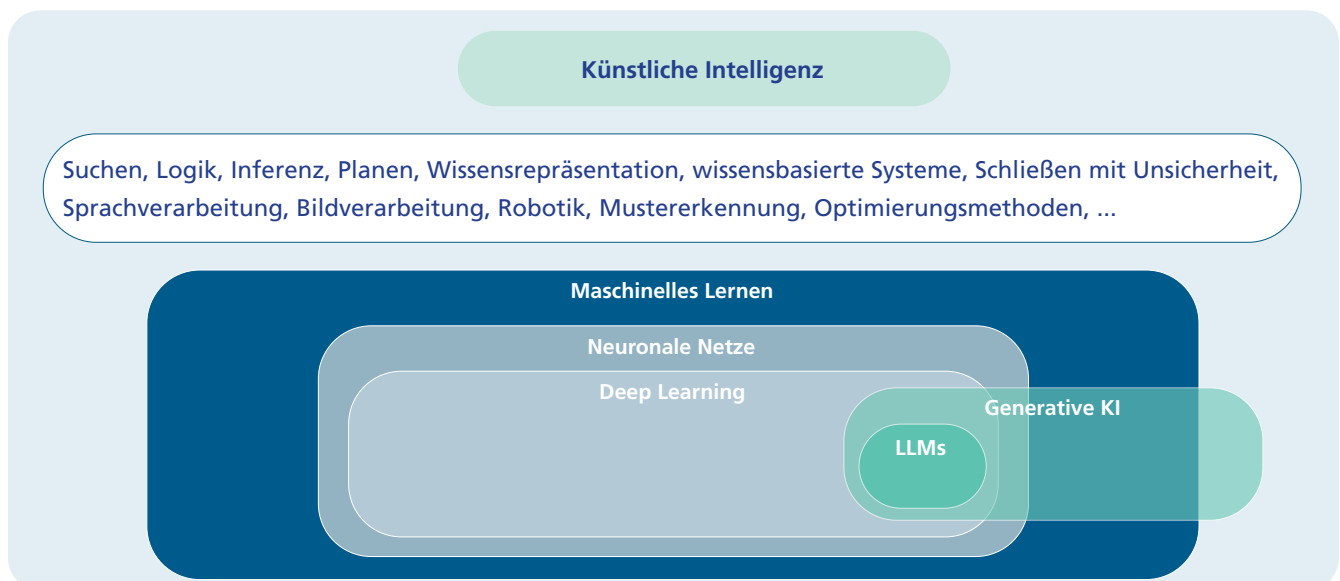 Künstliche Intelligenz
Suchen, Logik, Inferenz, Planen, Wissensrepräsentation, wissensbasierte Systeme, Schließen mit Unsicherheit,
Sprachverarbeitung, Bildverarbeitung, Robotik, Mustererkennung, Optimierungsmethoden, ...
Maschinelles Lernen
Neuronale Netze
Deep Learning
Generative KI
LLMs